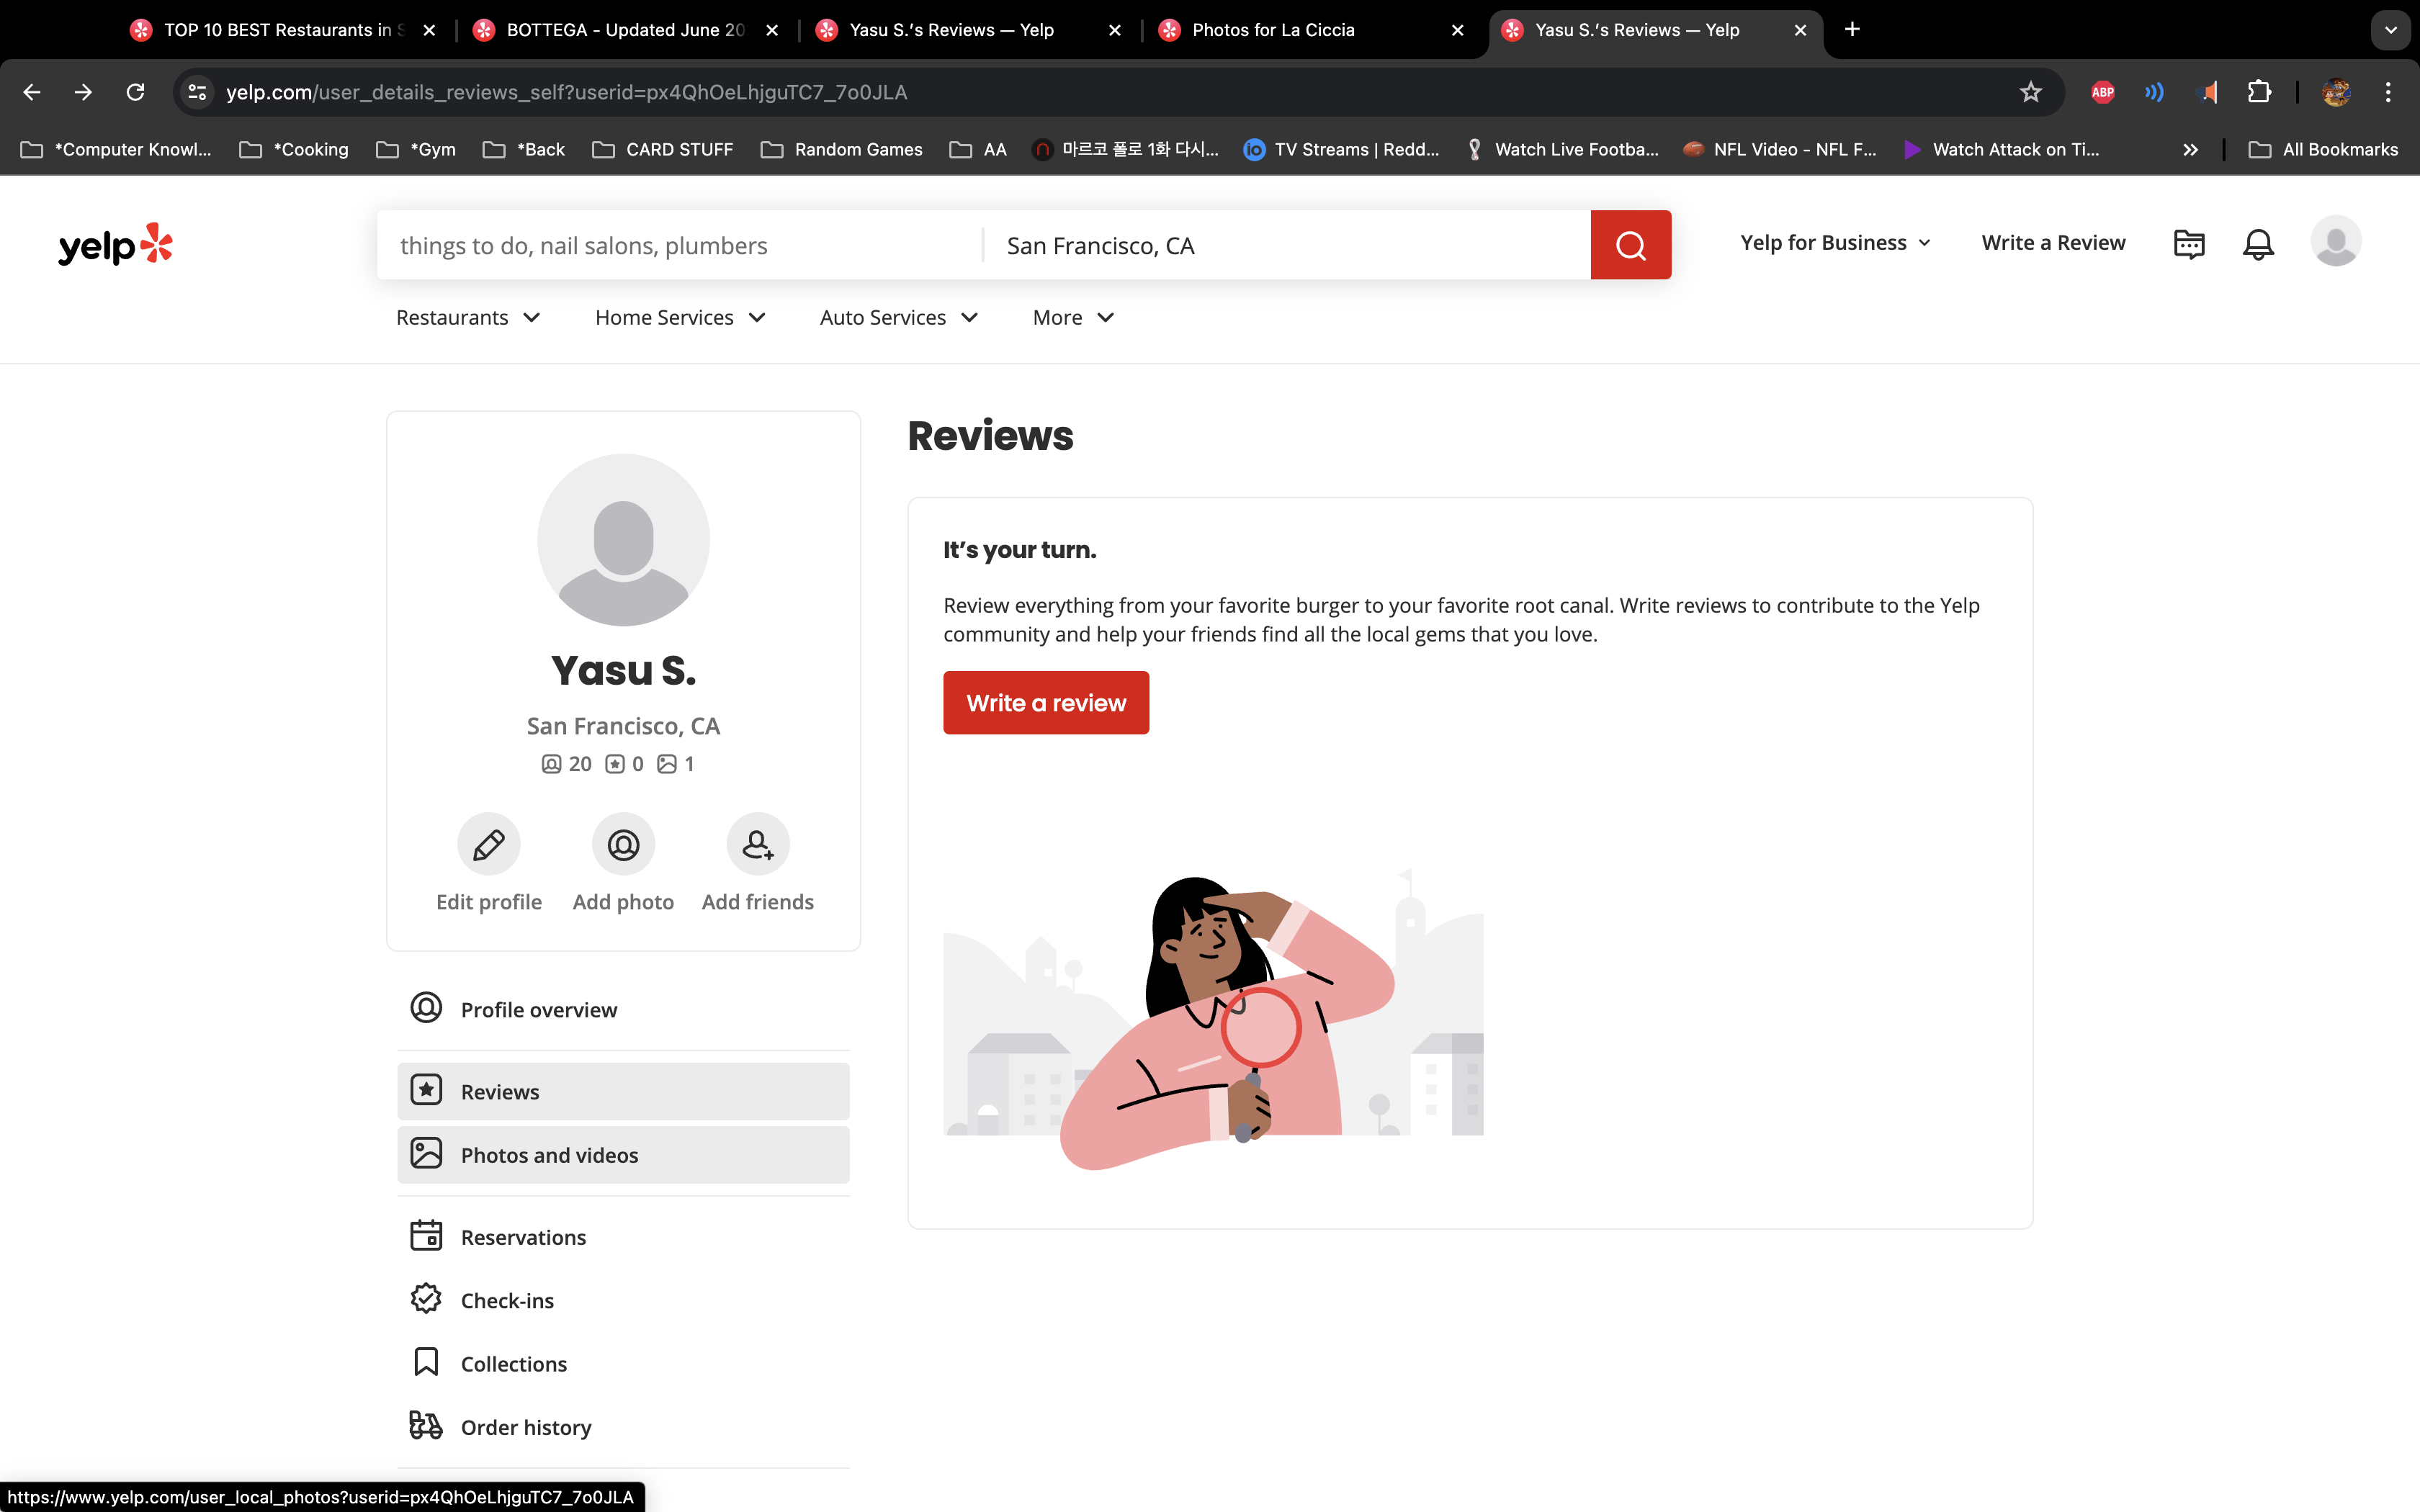 TOP 10 BEST Restaurants in S
BOTTEGA - Updated June 20
Yasu S.'s Reviews — Yelp
Photos for La Ciccia
Yasu S.'s Reviews — Yelp
yelp.com/user_details_reviews_self?userid=px4QhOeLhjguTC7_7o0JLA
ABP
*Computer Knowl...
*Cooking
*Gym
*Back
CARD STUFF
Random Games
AA
마르코 폴로 1화 다시...
TV Streams | Redd...
Watch Live Footba...
NFL Video - NFL F...
Watch Attack on Ti...
All Bookmarks
yelp
things to do, nail salons, plumbers
San Francisco, CA
Yelp for Business
Write a Review
Restaurants
Home Services
Auto Services
More
Yasu S.
San Francisco, CA
20 0 1
Edit profile
Add photo
Add friends
Profile overview
Reviews
Photos and videos
Reservations
Check-ins
Collections
Order history
Reviews
It's your turn.
Review everything from your favorite burger to your favorite root canal. Write reviews to contribute to the Yelp
community and help your friends find all the local gems that you love.
Write a review
https://www.yelp.com/user_local_photos?userid=px4QhOeLhjguTC7_7o0JLA